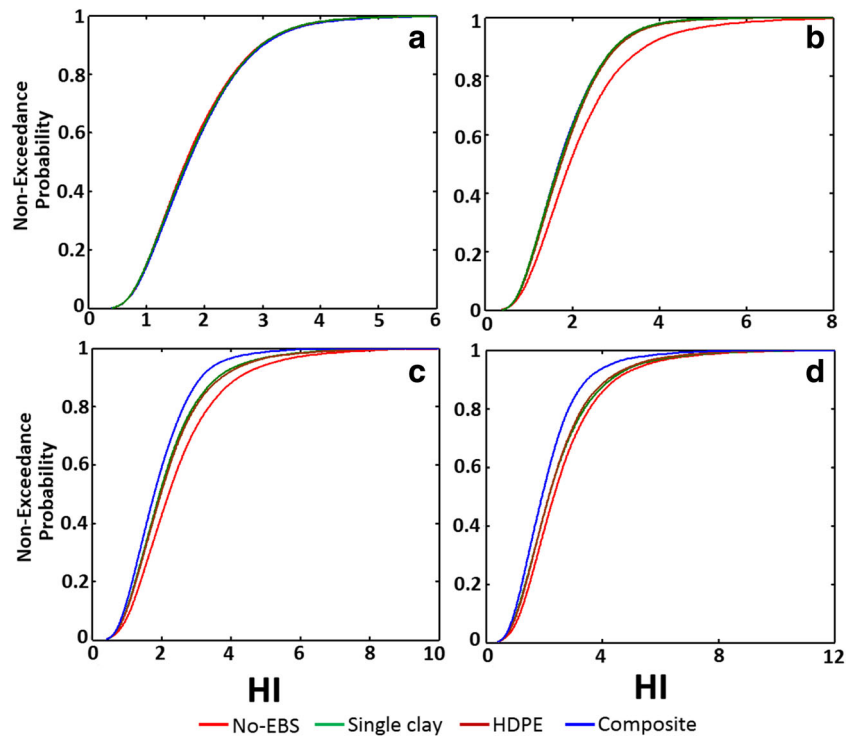 a
1
0.8
0.6
0.4
0.2
0
0 1 2 3 4 5 6
Non-Exceedance
Probability
b
1
0.8
0.6
0.4
0.2
0
0 2 4 6 8
c
1
0.8
0.6
0.4
0.2
0
0 2 4 6 8 10
Non-Exceedance
Probability
HI
d
1
0.8
0.6
0.4
0.2
0
0 4 8 12
HI
No-EBS Single clay HDPE Composite